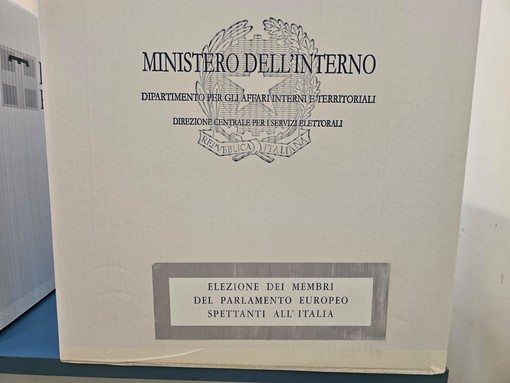 MINISTERO DELL'INTERNO
DIPARTIMENTO PER GLI AFFARI INTERNI E TERRITORIALI
DIREZIONE CENTRALE PER I SERVIZI ELETTORALI
REPVBBLICA ITALIANA
ELEZIONE DEI MEMBRI
DEL PARLAMENTO EUROPEO
SPETTANTI ALL'ITALIA